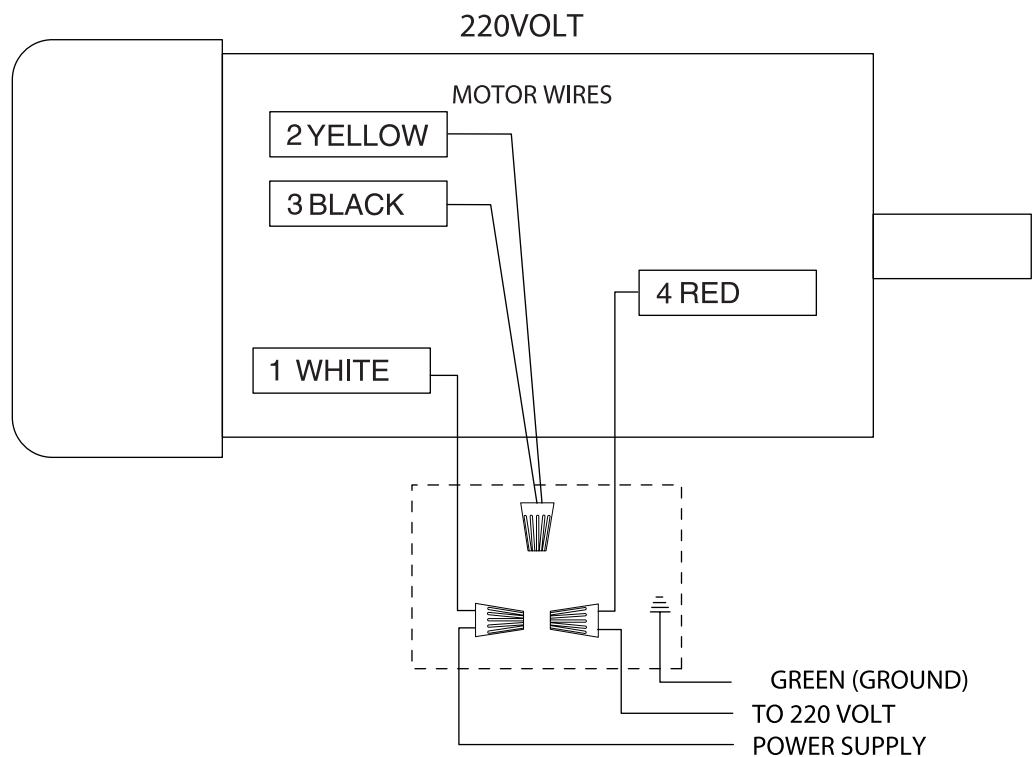 220VOLT
MOTOR WIRES
2 YELLOW
3 BLACK
4 RED
1 WHITE
GREEN (GROUND)
TO 220 VOLT
POWER SUPPLY